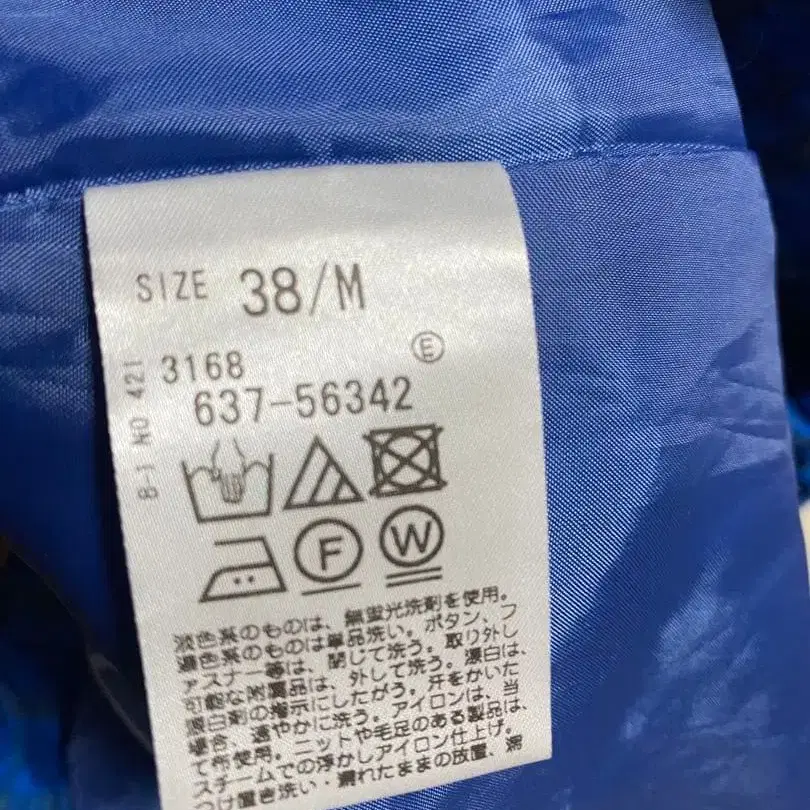 SIZE 38/M
E
3168
637-56342
8-1 NO 421
F W
淡色系のものは、無蛍光洗剤を使用。
濃色系のものは単品洗い。ボタン、フ
ァスナー等は、閉じて洗う。取り外し
可能な附属品は、外して洗う。漂白は、
漂白剤の指示にしたがう。汗をかいた
場合、速やかに洗う。アイロンは、当
て布使用。ニットや毛足のある製品は、
スチームでの浮かしアイロン仕上げ。
つけ置き洗い・濡れたままの放置、濡